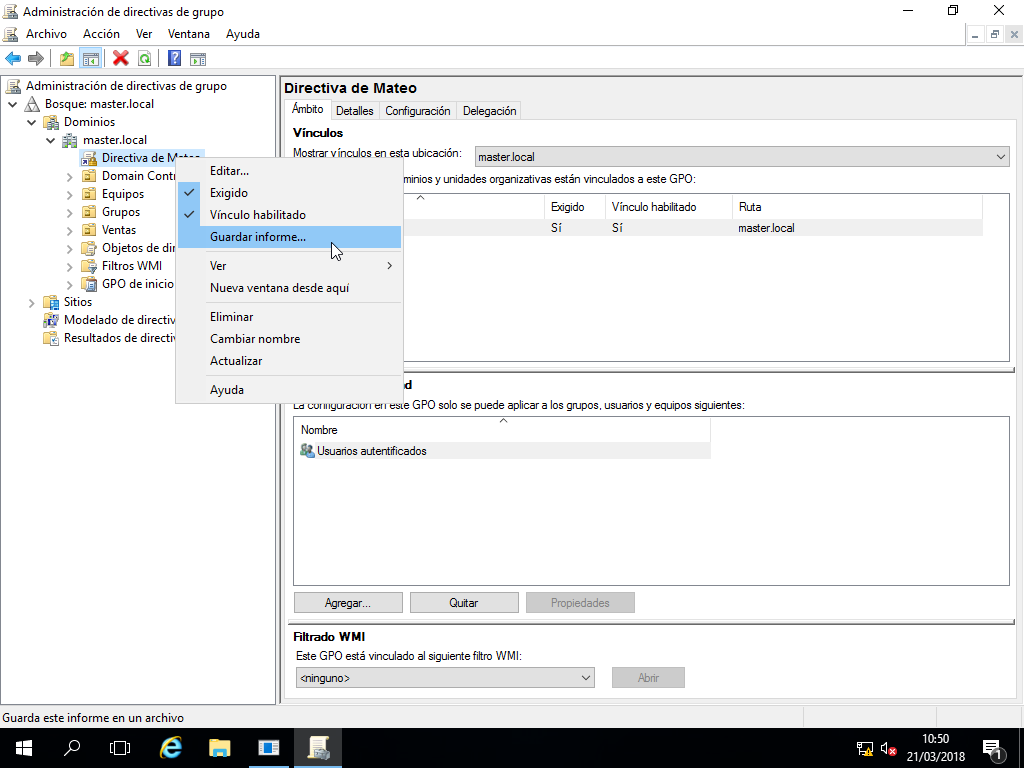 Administración de directivas de grupo
Archivo Acción Ver Ventana Ayuda
Administración de directivas de grupo
Bosque: master.local
Dominios
master.local
Directiva de Mateo
Domain Contr
Equipos
Grupos
Ventas
Objetos de dir
Filtros WMI
GPO de inicio
Sitios
Modelado de directiv
Resultados de directiv
Editar...
Exigido
Vínculo habilitado
Guardar informe...
Ver
Nueva ventana desde aquí
Eliminar
Cambiar nombre
Actualizar
Ayuda
Directiva de Mateo
Ámbito Detalles Configuración Delegación
Vínculos
Mostrar vínculos en esta ubicación: master.local
ominios y unidades organizativas están vinculados a este GPO:
Exigido Vínculo habilitado Ruta
Sí Sí master.local
La configuración en este GPO solo se puede aplicar a los grupos, usuarios y equipos siguientes:
Nombre
Usuarios autentificados
Agregar... Quitar Propiedades
Filtrado WMI
Este GPO está vinculado al siguiente filtro WMI:
<ninguno> Abrir
Guarda este informe en un archivo
10:50
21/03/2018
1